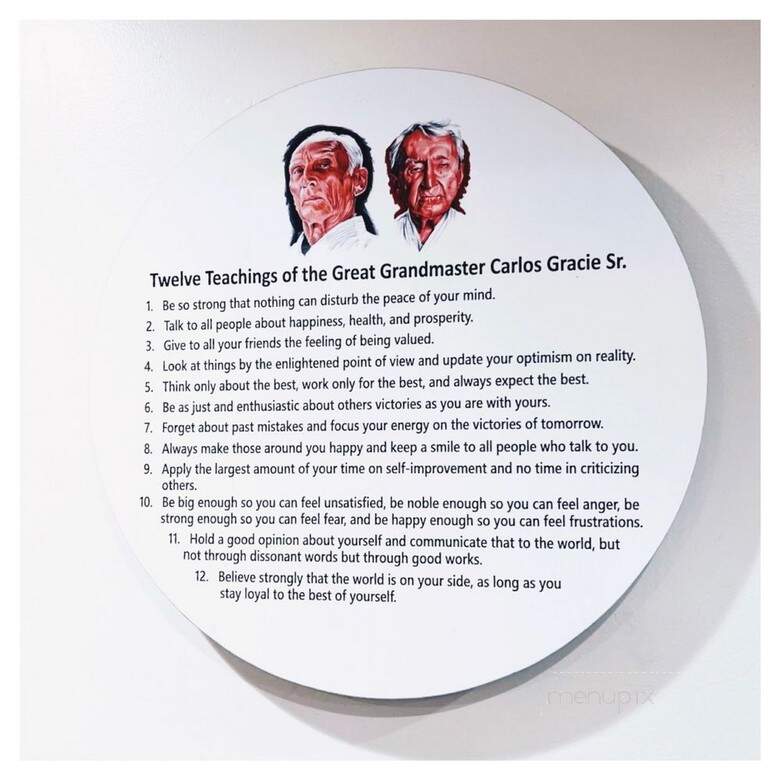 Twelve Teachings of the Great Grandmaster Carlos Gracie Sr.
1. Be so strong that nothing can disturb the peace of your mind.
2. Talk to all people about happiness, health, and prosperity.
3. Give to all your friends the feeling of being valued.
4. Look at things by the enlightened point of view and update your optimism on reality.
5. Think only about the best, work only for the best, and always expect the best.
6. Be as just and enthusiastic about others victories as you are with yours.
7. Forget about past mistakes and focus your energy on the victories of tomorrow.
8. Always make those around you happy and keep a smile to all people who talk to you.
9. Apply the largest amount of your time on self-improvement and no time in criticizing
others.
10. Be big enough so you can feel unsatisfied, be noble enough so you can feel anger, be
strong enough so you can feel fear, and be happy enough so you can feel frustrations.
11. Hold a good opinion about yourself and communicate that to the world, but
not through dissonant words but through good works.
12. Believe strongly that the world is on your side, as long as you
stay loyal to the best of yourself.
menupix